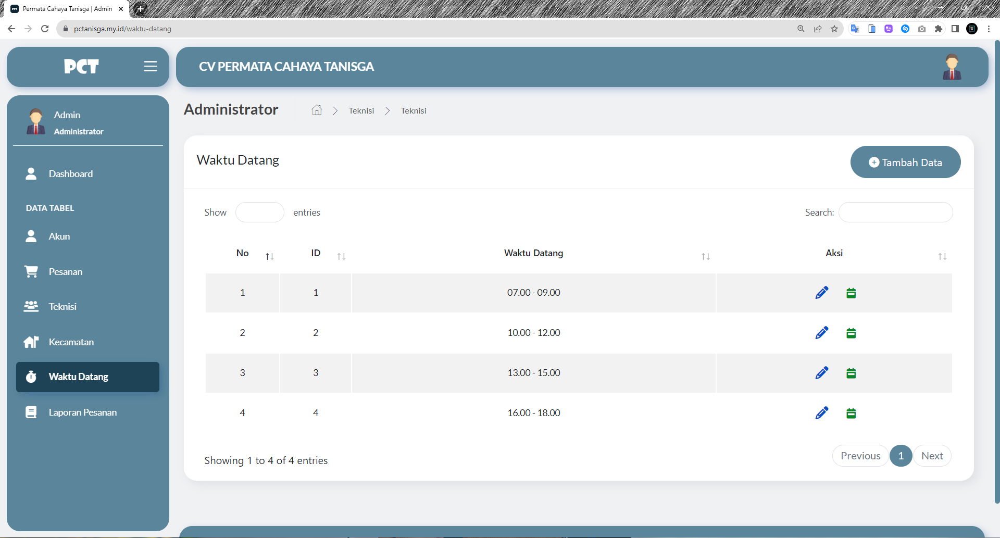 Permata Cahaya Tanisga | Admin
pctanisga.my.id/waktu-datang
PCT
CV PERMATA CAHAYA TANISGA
Admin
Administrator
Dashboard
DATA TABEL
Akun
Pesanan
Teknisi
Kecamatan
Waktu Datang
Laporan Pesanan
Administrator
Teknisi
Teknisi
Waktu Datang
Tambah Data
Show entries
Search:
No ID Waktu Datang Aksi
1 1 07.00 - 09.00
2 2 10.00 - 12.00
3 3 13.00 - 15.00
4 4 16.00 - 18.00
Showing 1 to 4 of 4 entries
Previous 1 Next